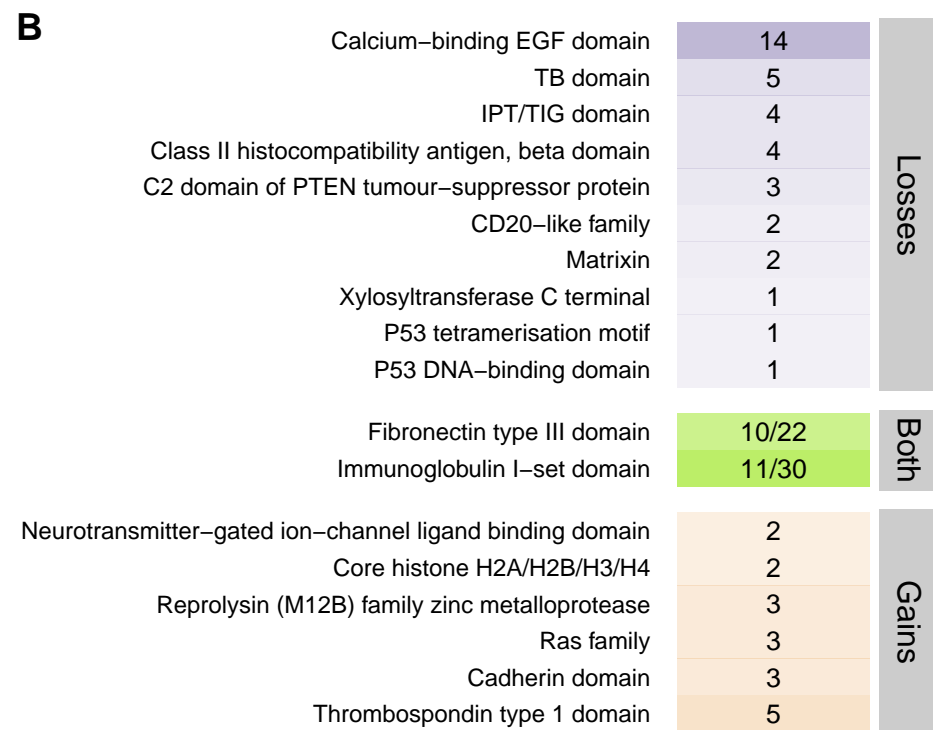 B
Calcium−binding EGF domain 14
TB domain 5
IPT/TIG domain 4
Class II histocompatibility antigen, beta domain 4
C2 domain of PTEN tumour−suppressor protein 3
CD20−like family 2
Matrixin 2
Xylosyltransferase C terminal 1
P53 tetramerisation motif 1
P53 DNA−binding domain 1
Losses
Fibronectin type III domain 10/22
Immunoglobulin I−set domain 11/30
Both
Neurotransmitter−gated ion−channel ligand binding domain 2
Core histone H2A/H2B/H3/H4 2
Reprolysin (M12B) family zinc metalloprotease 3
Ras family 3
Cadherin domain 3
Thrombospondin type 1 domain 5
Gains